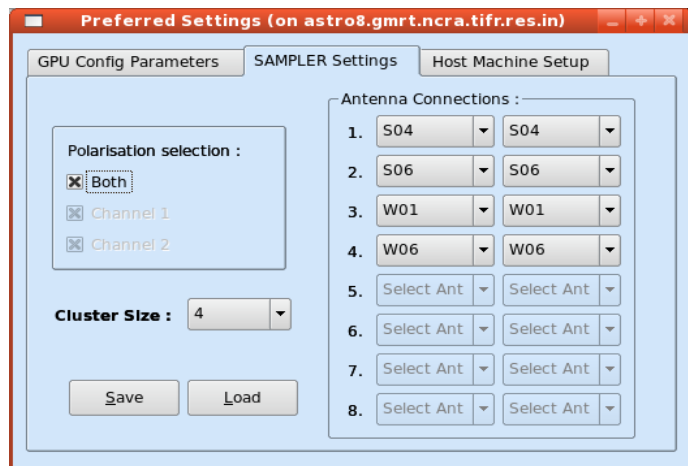 Preferred Settings (on astro8.gmrt.ncra.tifr.res.in)
GPU Config Parameters SAMPLER Settings Host Machine Setup
Polarisation selection :
Both
Channel 1
Channel 2
Cluster Size : 4
Save Load
Antenna Connections :
1. S04 S04
2. S06 S06
3. W01 W01
4. W06 W06
5. Select Ant Select Ant
6. Select Ant Select Ant
7. Select Ant Select Ant
8. Select Ant Select Ant